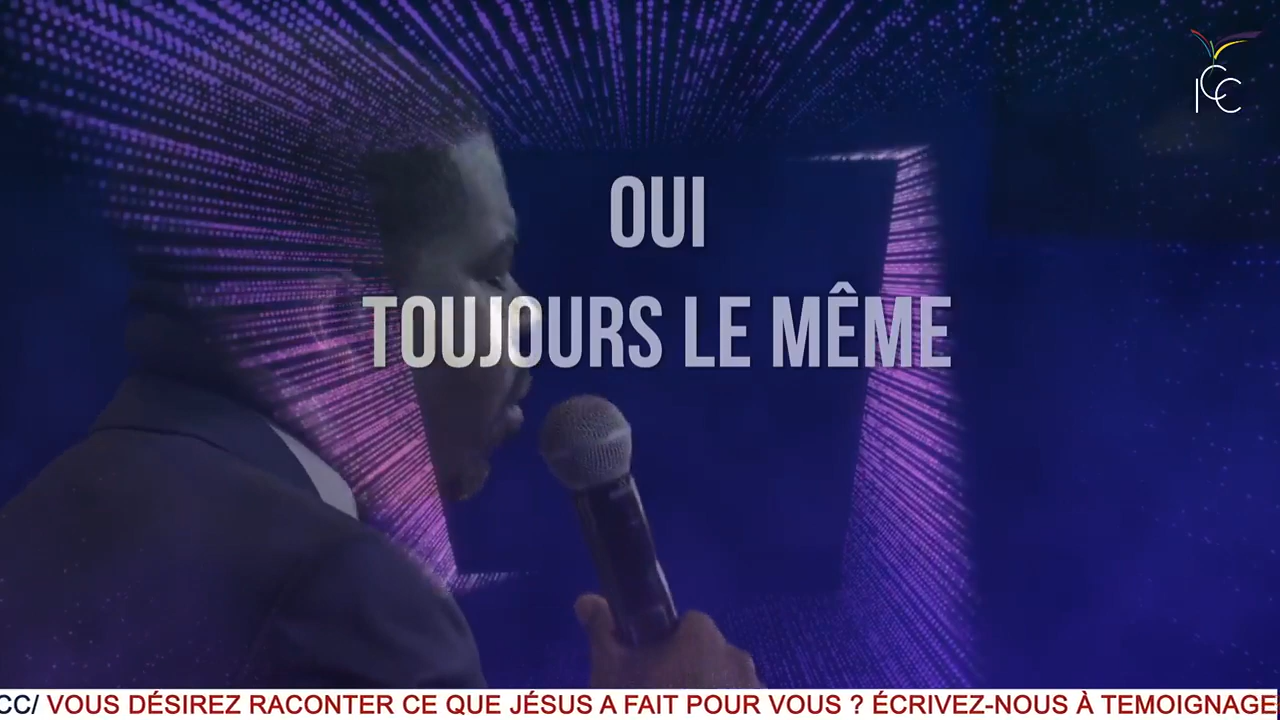 ICC
OUI
TOUJOURS LE MÊME
CC/ VOUS DÉSIREZ RACONTER CE QUE JÉSUS A FAIT POUR VOUS ? ÉCRIVEZ-NOUS À TEMOIGNAGE